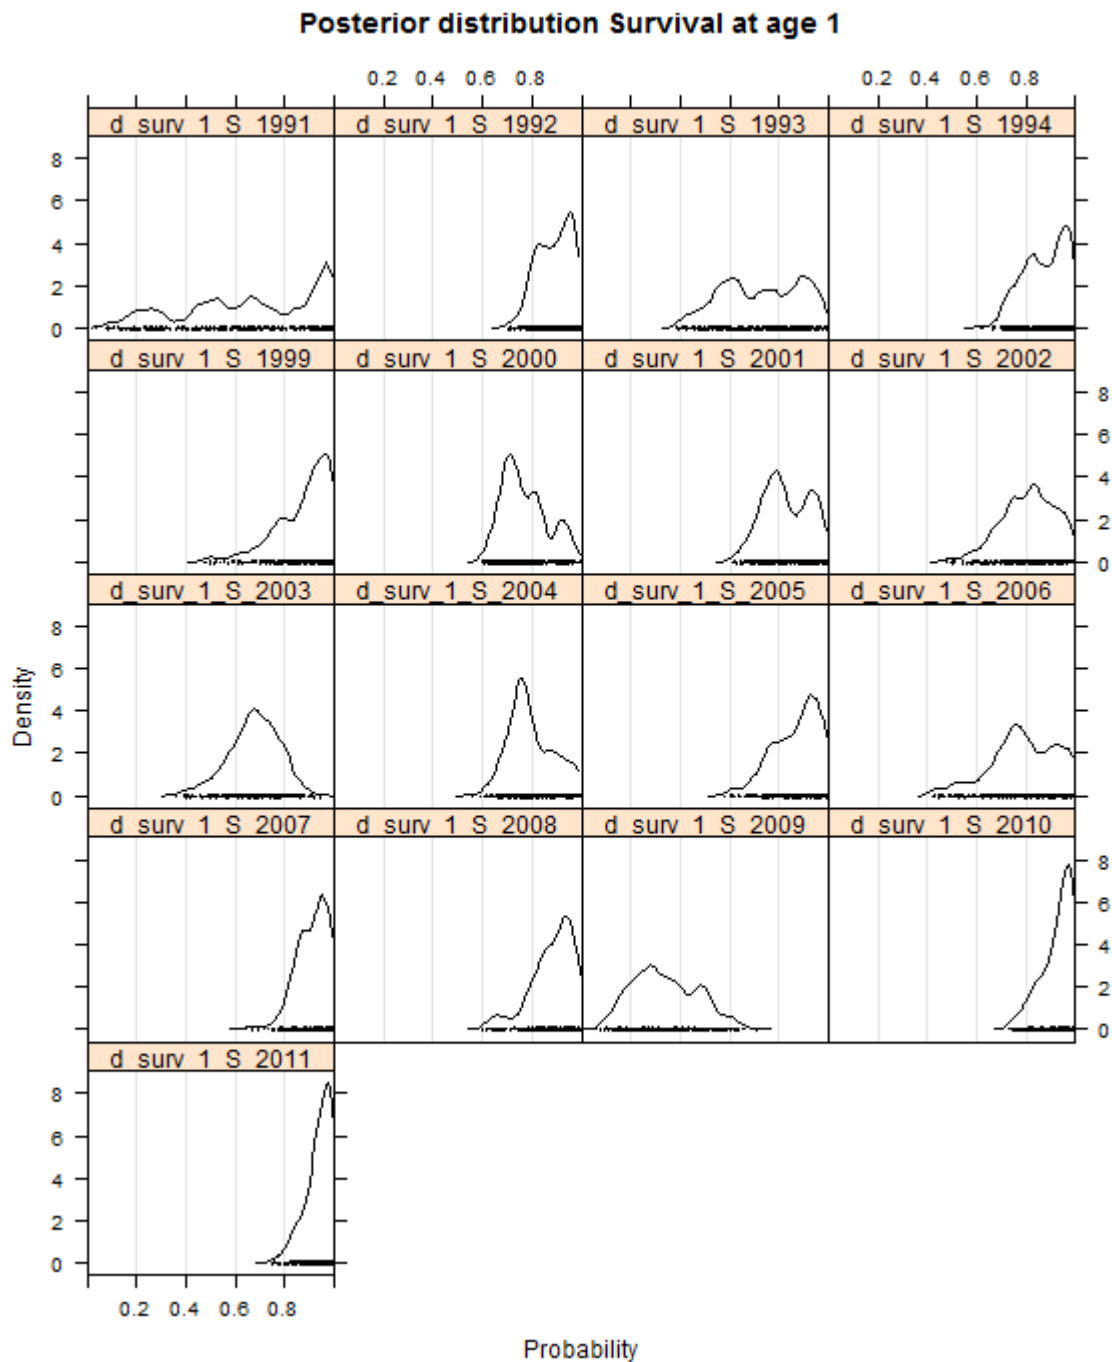 Posterior distribution Survival at age 1
0.2 0.4 0.6 0.8 0.2 0.4 0.6 0.8
d_surv_1_S_1991 d_surv_1_S_1992 d_surv_1_S_1993 d_surv_1_S_1994
8
6
4
2
0
d_surv_1_S_1999 d_surv_1_S_2000 d_surv_1_S_2001 d_surv_1_S_2002
8
6
4
2
0
d_surv_1_S_2003 d_surv_1_S_2004 d_surv_1_S_2005 d_surv_1_S_2006
8
6
4
2
0
Density
d_surv_1_S_2007 d_surv_1_S_2008 d_surv_1_S_2009 d_surv_1_S_2010
8
6
4
2
0
d_surv_1_S_2011
8
6
4
2
0
0.2 0.4 0.6 0.8
Probability